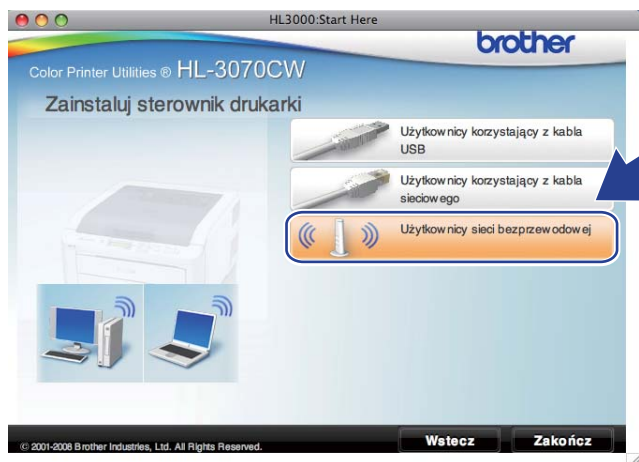 HL3000:Start Here
brother
Color Printer Utilities ® HL-3070CW
Zainstaluj sterownik drukarki
Użytkownicy korzystający z kabla
USB
Użytkownicy korzystający z kabla
sieciowego
Użytkownicy sieci bezprzewodowej
© 2001-2008 Brother Industries, Ltd. All Rights Reserved.
Wstecz
Zakończ